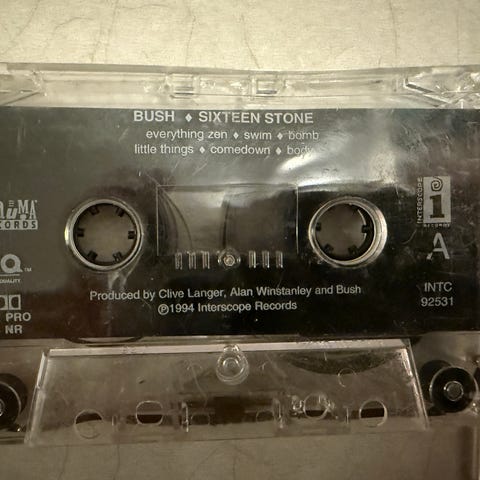 BUSH ♦ SIXTEEN STONE
everything zen ♦ swim ♦ bomb
little things ♦ comedown ♦ body
INTERSCOPE
RECORDS
A
Produced by Clive Langer, Alan Winstanley and Bush
℗1994 Interscope Records
INTC
92531
PRO
NR